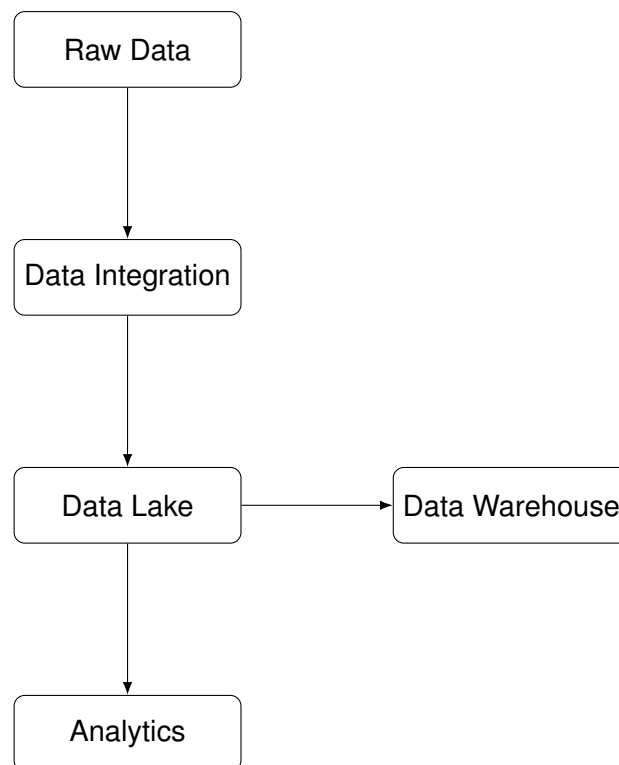 Raw Data
Data Integration
Data Lake
Data Warehouse
Analytics